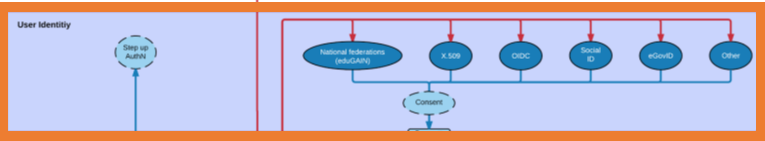 User Identitiy
Step up
AuthN
National federations
(eduGAIN)
X.509
OIDC
Social
ID
eGovID
Other
Consent